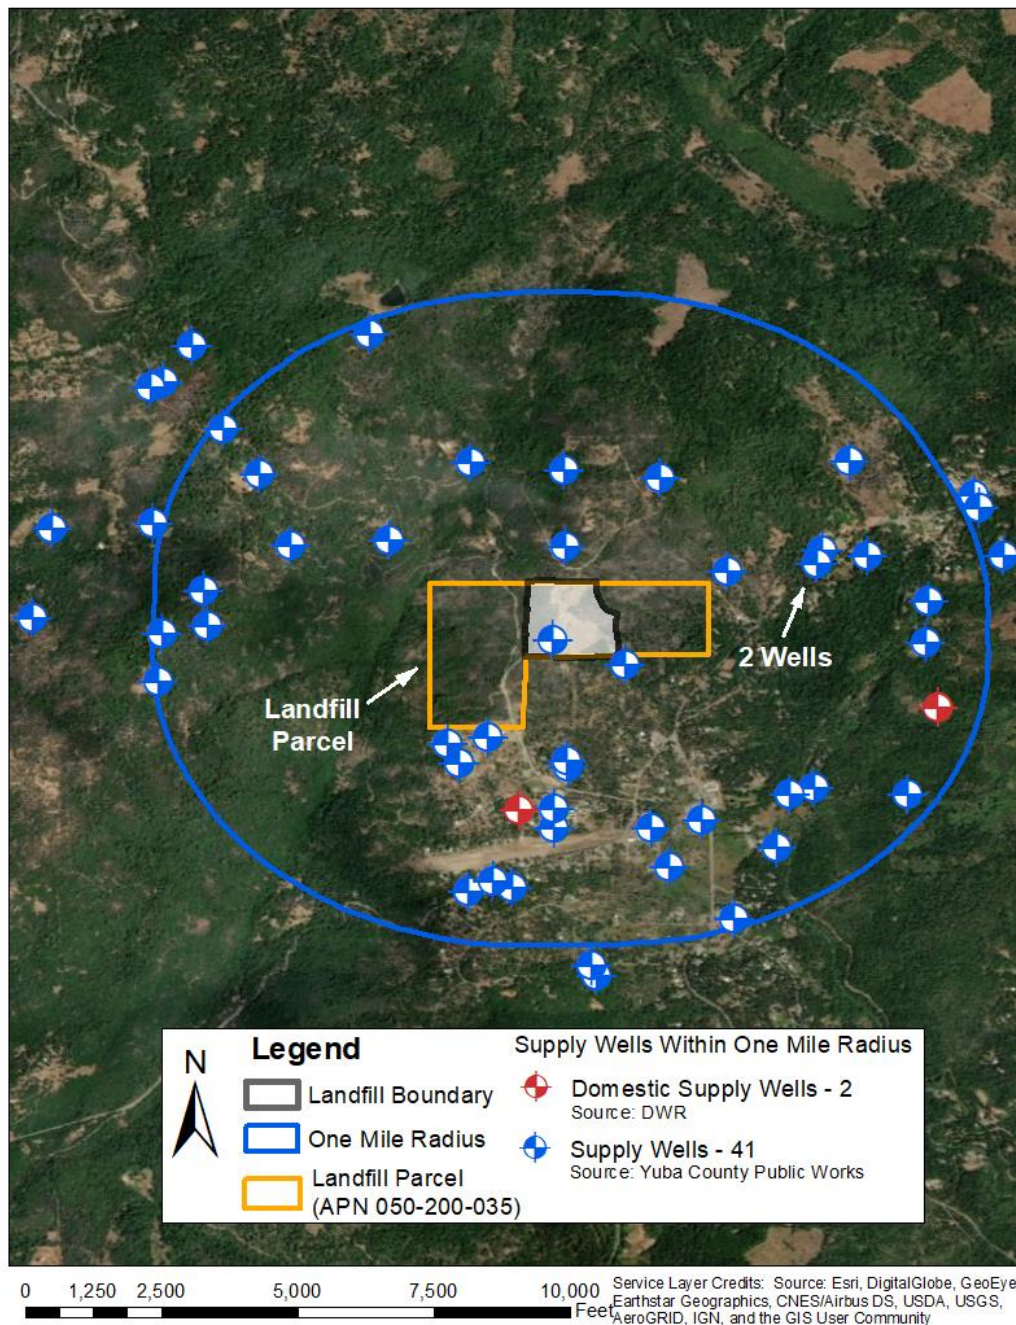 Landfill
Parcel
2 Wells
N
Legend
Landfill Boundary
One Mile Radius
Landfill Parcel
(APN 050-200-035)
Supply Wells Within One Mile Radius
Domestic Supply Wells - 2
Source: DWR
Supply Wells - 41
Source: Yuba County Public Works
0 1,250 2,500 5,000 7,500 10,000
Feet
Service Layer Credits: Source: Esri, DigitalGlobe, GeoEye
Earthstar Geographics, CNES/Airbus DS, USDA, USGS,
AeroGRID, IGN, and the GIS User Community